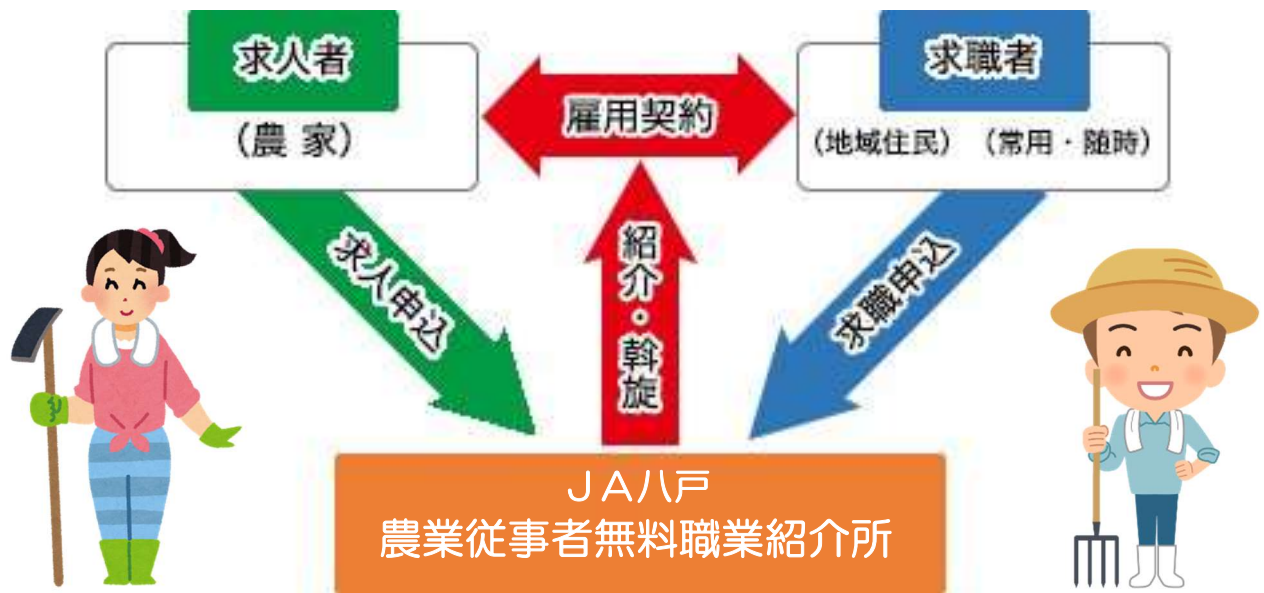 求人者
（農 家）
雇用契約
求職者
（地域住民）（常用・随時）
求人申込
紹介・斡旋
求職申込
ＪＡ八戸
農業従事者無料職業紹介所